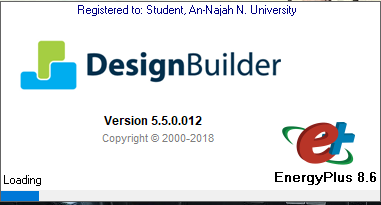 Registered to: Student, An-Najah N. University
DesignBuilder
Version 5.5.0.012
Copyright © 2000-2018
e+
Loading
EnergyPlus 8.6